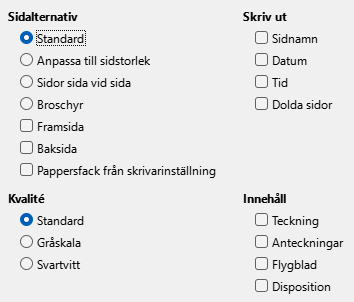 Sidalternativ
Standard
Anpassa till sidstorlek
Sidor sida vid sida
Broschyr
Framsida
Baksida
Pappersfack från skrivarinställning
Skriv ut
Sidnamn
Datum
Tid
Dolda sidor
Kvalité
Standard
Gråskala
Svartvitt
Innehåll
Teckning
Anteckningar
Flygblad
Disposition